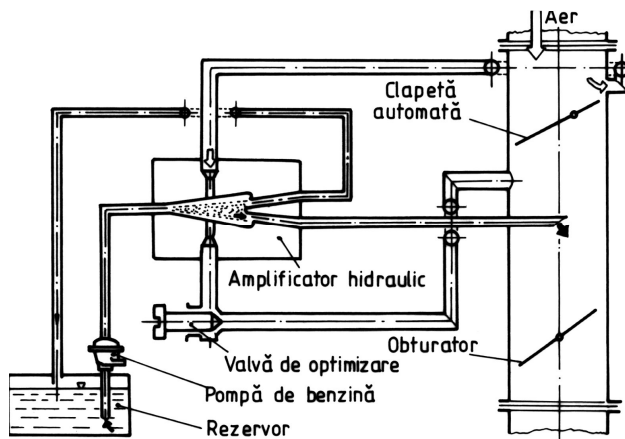 Aer
Clapetă
automată
Amplificator hidraulic
Obturator
Valvă de optimizare
Pompă de benzină
Rezervor